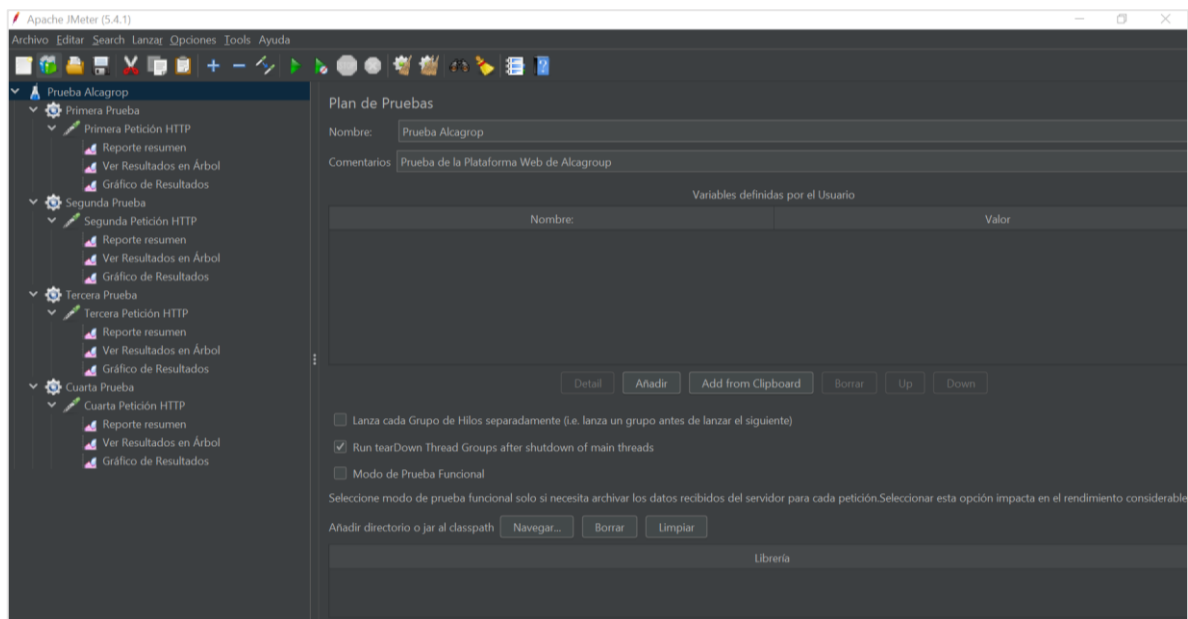 Apache JMeter (5.4.1)
Archivo Editar Search Lanzar Opciones Tools Ayuda
Prueba Alcagrop
Primera Prueba
Primera Petición HTTP
Reporte resumen
Ver Resultados en Árbol
Gráfico de Resultados
Segunda Prueba
Segunda Petición HTTP
Reporte resumen
Ver Resultados en Árbol
Gráfico de Resultados
Tercera Prueba
Tercera Petición HTTP
Reporte resumen
Ver Resultados en Árbol
Gráfico de Resultados
Cuarta Prueba
Cuarta Petición HTTP
Reporte resumen
Ver Resultados en Árbol
Gráfico de Resultados
Plan de Pruebas
Nombre: Prueba Alcagrop
Comentarios Prueba de la Plataforma Web de Alcagroup
Variables definidas por el Usuario
Nombre: Valor
Detail Añadir Add from Clipboard Borrar Up Down
Lanza cada Grupo de Hilos separadamente (i.e. lanza un grupo antes de lanzar el siguiente)
Run tearDown Thread Groups after shutdown of main threads
Modo de Prueba Funcional
Seleccione modo de prueba funcional solo si necesita archivar los datos recibidos del servidor para cada petición.Seleccionar esta opción impacta en el rendimiento considerable
Añadir directorio o jar al classpath Navegar... Borrar Limpiar
Librería